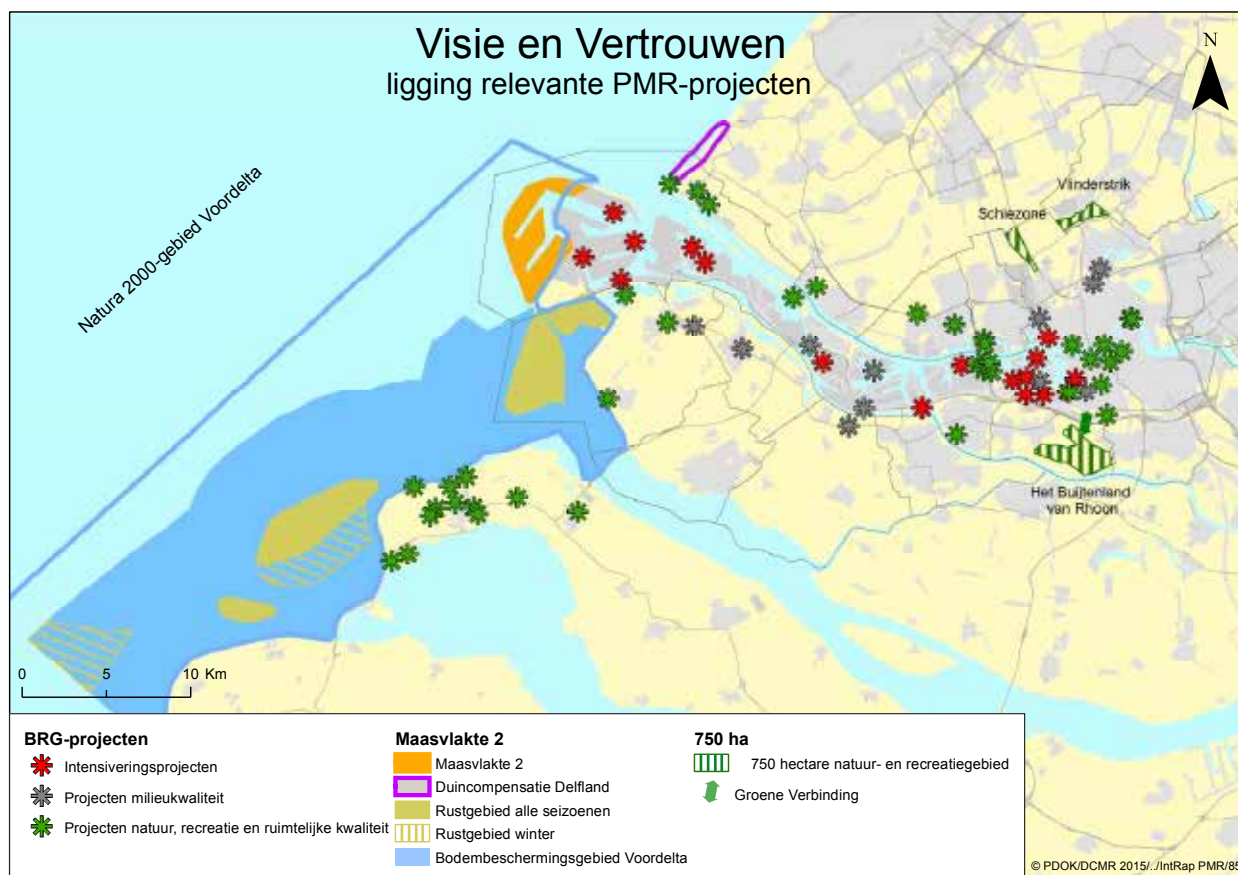 Visie en Vertrouwen
ligging relevante PMR-projecten
N
Natura 2000-gebied Voordelta
Vlinderstrik
Schiezone
Het Buijtenland
van Rhoon
0 5 10 Km
BRG-projecten
Intensiveringsprojecten
Projecten milieukwaliteit
Projecten natuur, recreatie en ruimtelijke kwaliteit
Maasvlakte 2
Maasvlakte 2
Duincompensatie Delfland
Rustgebied alle seizoenen
Rustgebied winter
Bodembeschermingsgebied Voordelta
750 ha
750 hectare natuur- en recreatiegebied
Groene Verbinding
© PDOK/DCMR 2015/../IntRap PMR/85